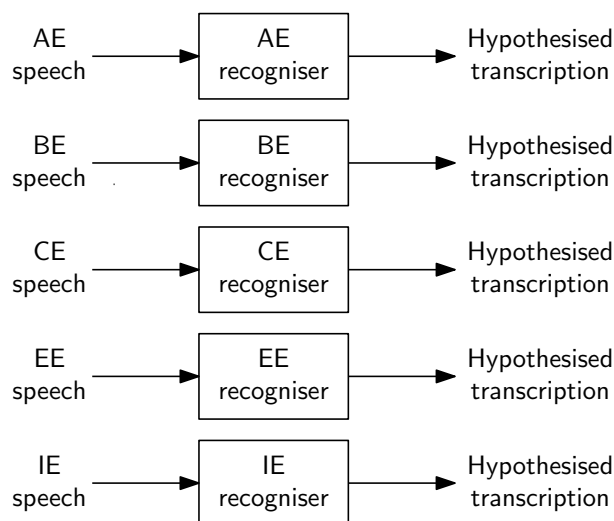 AE speech
AE recogniser
Hypothesised transcription
BE speech
BE recogniser
Hypothesised transcription
CE speech
CE recogniser
Hypothesised transcription
EE speech
EE recogniser
Hypothesised transcription
IE speech
IE recogniser
Hypothesised transcription